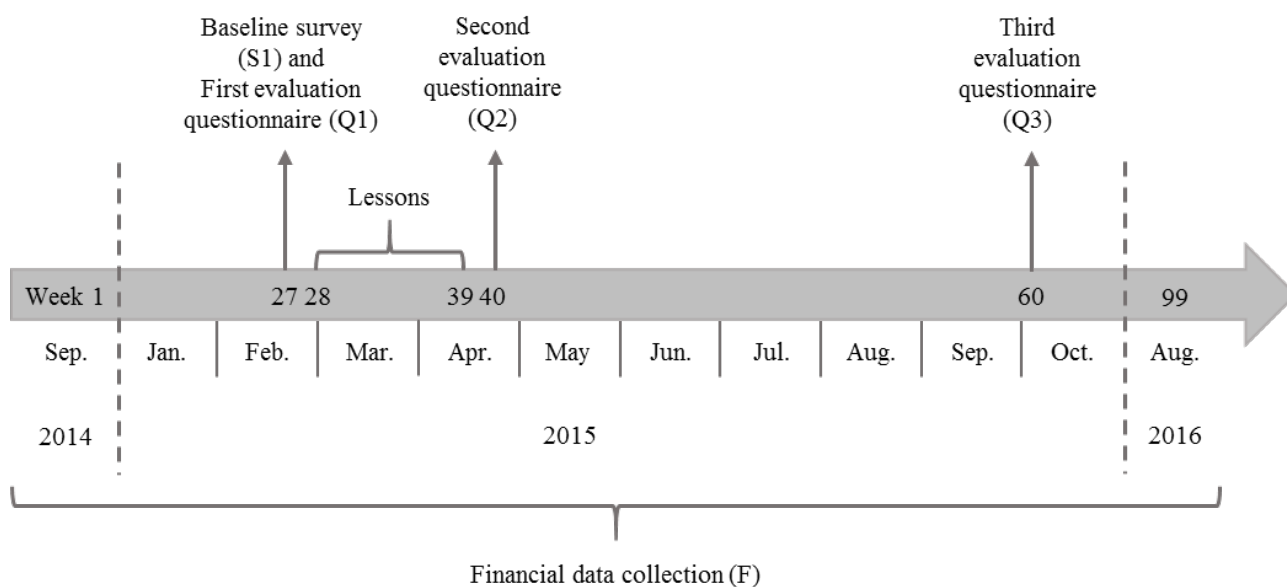 Baseline survey
(S1) and
First evaluation
questionnaire (Q1)
Second
evaluation
questionnaire
(Q2)
Third
evaluation
questionnaire
(Q3)
Lessons
Week 1 27 28 39 40 60 99
Sep. Jan. Feb. Mar. Apr. May Jun. Jul. Aug. Sep. Oct. Aug.
2014 2015 2016
Financial data collection (F)